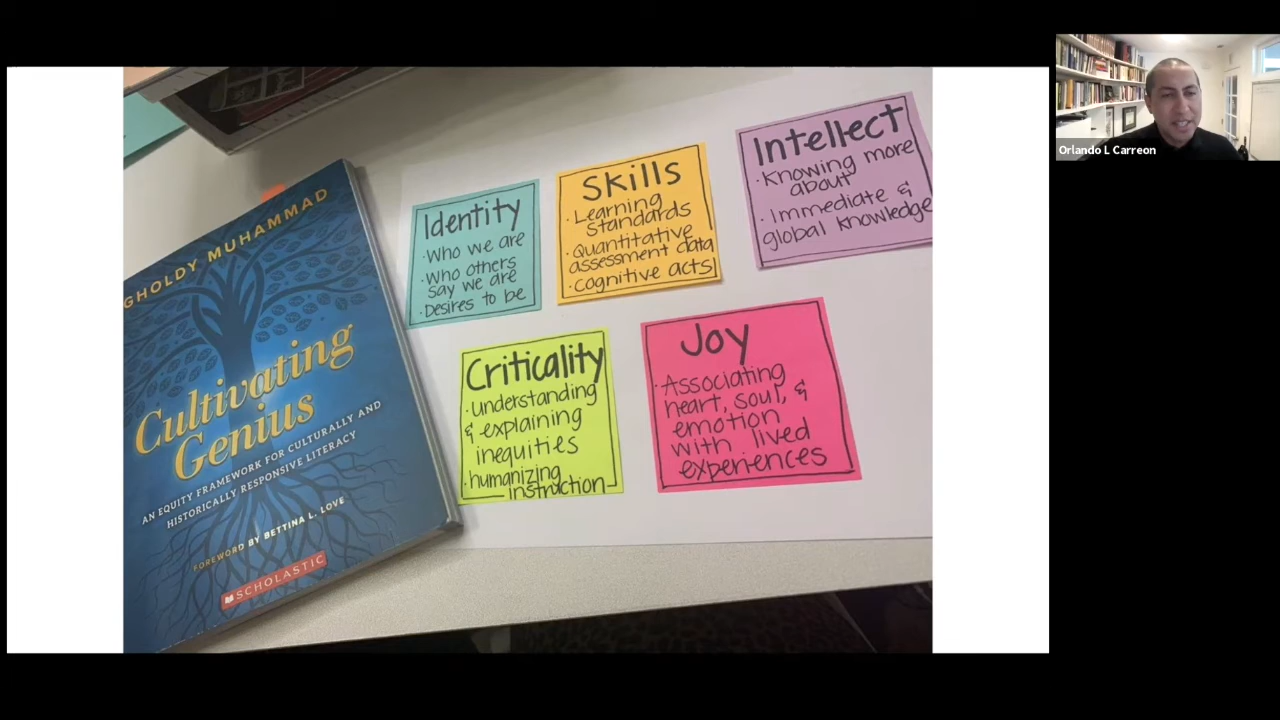 GHOLDY MUHAMMAD
Cultivating
Genius
AN EQUITY FRAMEWORK FOR CULTURALLY AND
HISTORICALLY RESPONSIVE LITERACY
FOREWORD BY BETTINA L. LOVE
SCHOLASTIC
Identity
· Who we are
· Who others
say we are
· Desires to be
Skills
· Learning
standards
· Quantitative
assessment data
· Cognitive acts
Intellect
· Knowing more
about
· Immediate &
global knowledge
Criticality
· Understanding
& explaining
inequities
· humanizing
instruction
Joy
· Associating
heart, soul, &
emotion
with lived
experiences
Orlando L Carreon